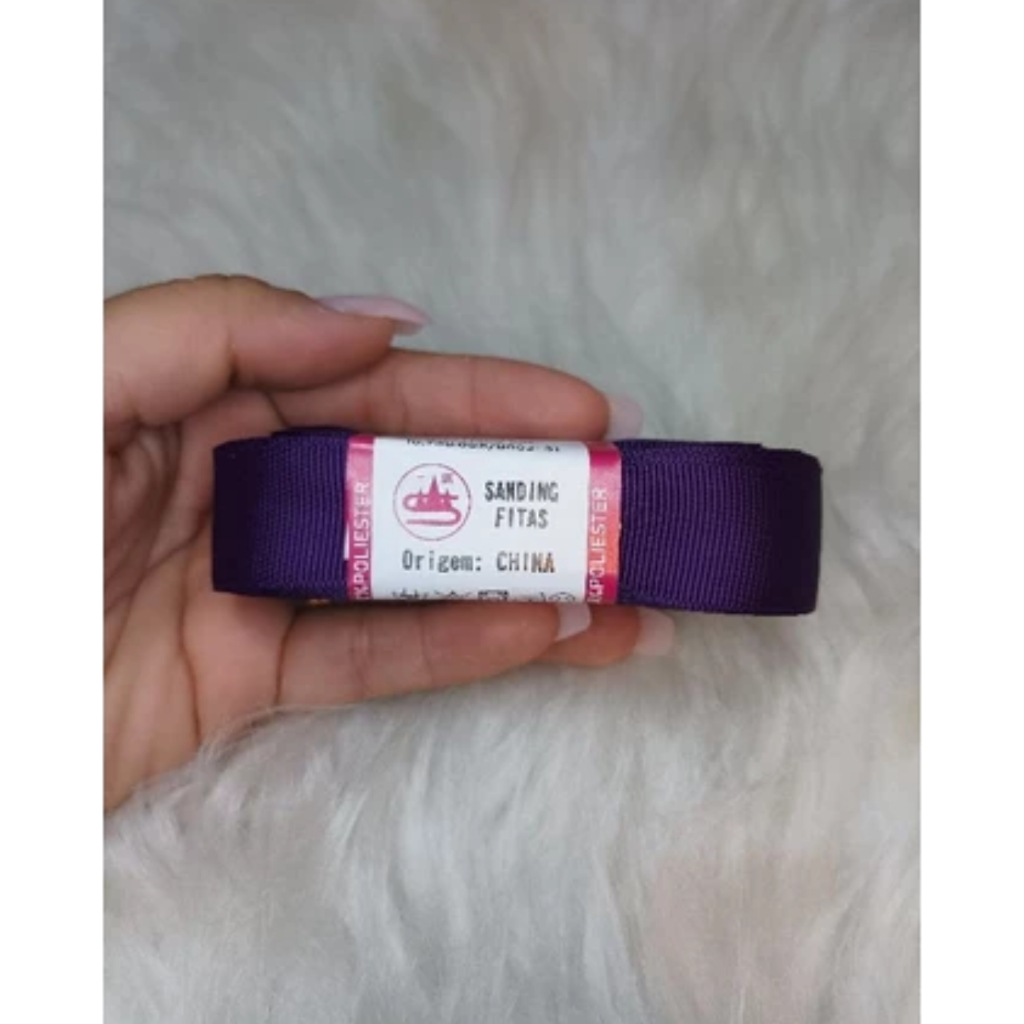 SANDING
FITAS
Origem: CHINA
POLIESTER
POLIESTER